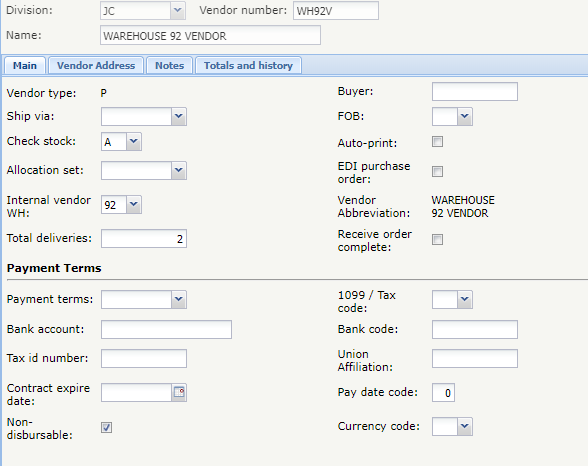 Division: JC Vendor number: WH92V
Name: WAREHOUSE 92 VENDOR
Main Vendor Address Notes Totals and history
Vendor type: P Buyer:
Ship via: FOB:
Check stock: A Auto-print:
Allocation set: EDI purchase
order:
Internal vendor
WH: 92 Vendor
Abbreviation: WAREHOUSE
92 VENDOR
Total deliveries: 2 Receive order
complete:
Payment Terms
Payment terms: 1099 / Tax
code:
Bank account: Bank code:
Tax id number: Union
Affiliation:
Contract expire
date: Pay date code: 0
Non-
disbursable: Currency code: